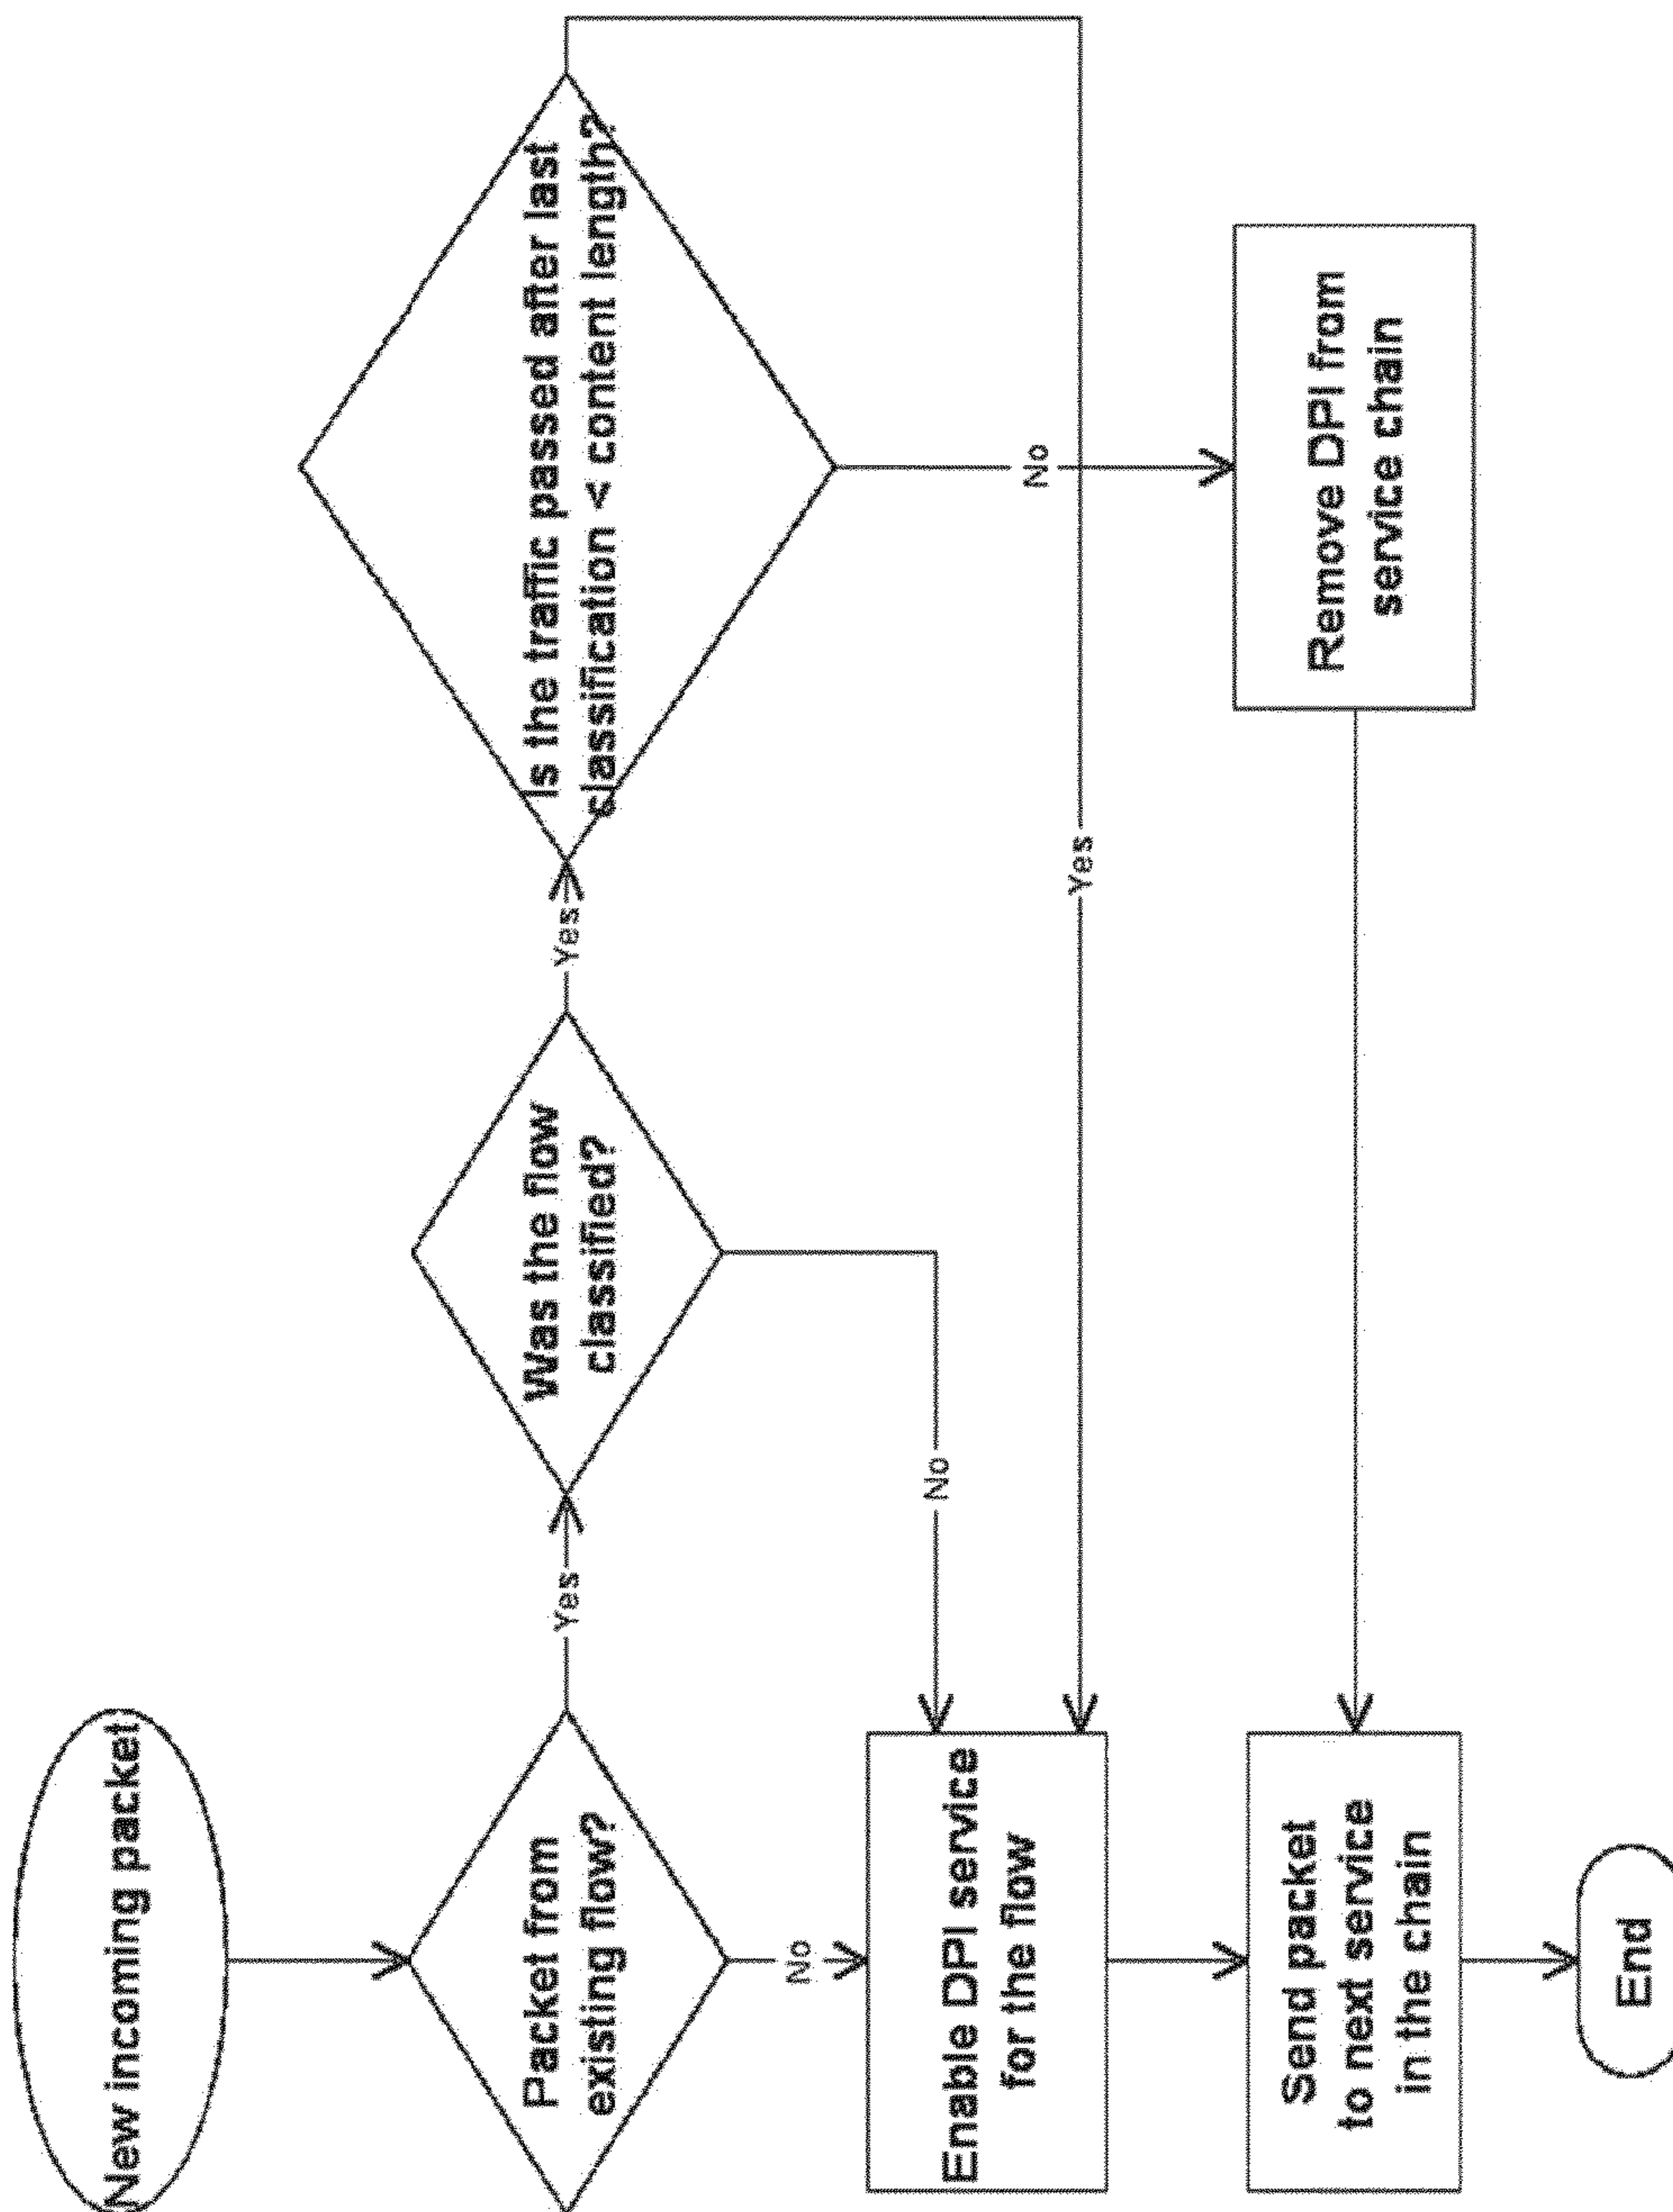 New incoming packet
Packet from
existing flow?
Yes
Was the flow
classified?
Yes
Is the traffic passed after last
classification < content length?
No
No
No
Yes
Enable DPI service
for the flow
Remove DPI from
service chain
Send packet
to next service
in the chain
End